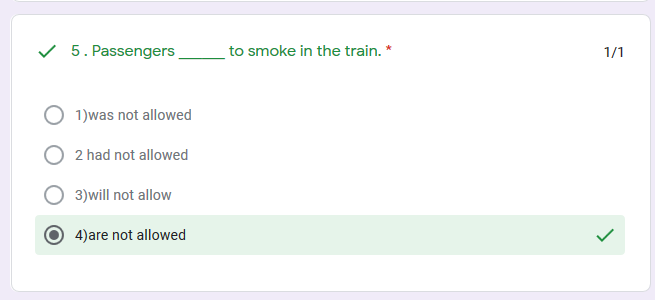 5 . Passengers ______ to smoke in the train. * 1/1
1)was not allowed
2 had not allowed
3)will not allow
4)are not allowed